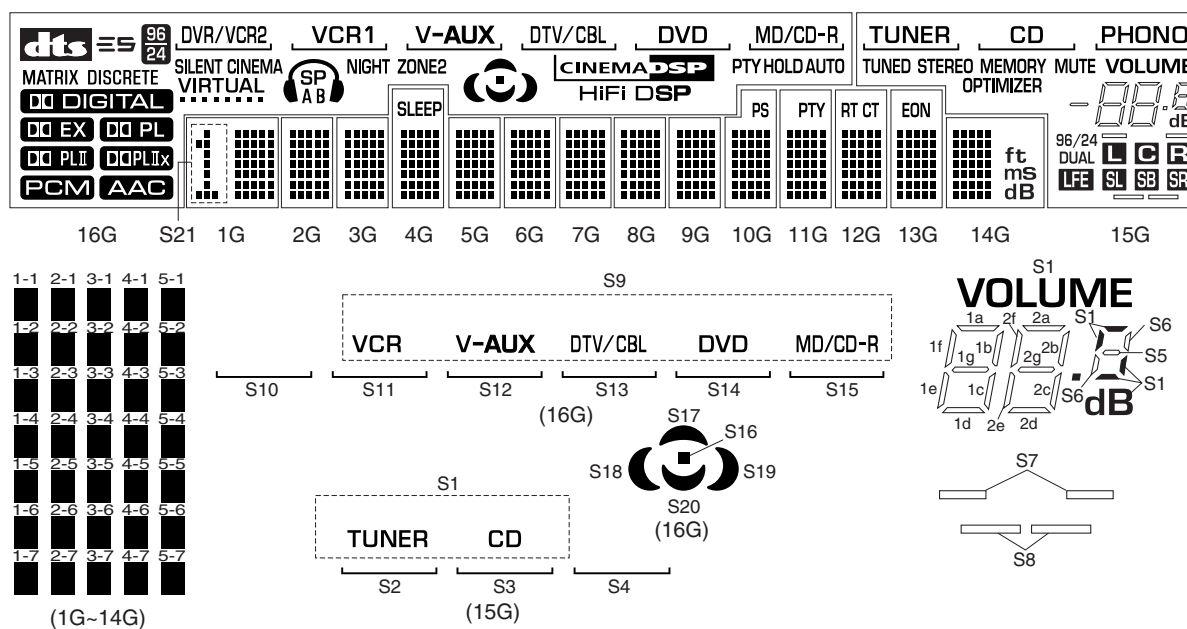 dts ES 96 24 DVR/VCR2 VCR1 V-AUX DTV/CBL DVD MD/CD-R TUNER CD PHONO
MATRIX DISCRETE SILENT CINEMA VIRTUAL SP A B NIGHT ZONE2 CINEMA DSP HiFi DSP PTY HOLD AUTO TUNED STEREO MEMORY MUTE VOLUME
OPTIMIZER
DIGITAL SLEEP PS PTY RT CT EON -88.8 dB
EX PL
PL II PL II x ft ms dB 96/24 DUAL L C R
PCM AAC LFE SL SB SR
16G S21 1G 2G 3G 4G 5G 6G 7G 8G 9G 10G 11G 12G 13G 14G 15G
1-1 2-1 3-1 4-1 5-1
1-2 2-2 3-2 4-2 5-2
1-3 2-3 3-3 4-3 5-3
1-4 2-4 3-4 4-4 5-4
1-5 2-5 3-5 4-5 5-5
1-6 2-6 3-6 4-6 5-6
1-7 2-7 3-7 4-7 5-7
(1G~14G)
S9
VCR V-AUX DTV/CBL DVD MD/CD-R
S10 S11 S12 S13 S14 S15
(16G)
S17
S16
S18 S19
S20
(16G)
S1
TUNER CD
S2 S3 S4
(15G)
S1
VOLUME
1a 2f 2a S1 S6
1f 1b 2b
1g 2g S5
1e 1c 2c S6 S1
dB
1d 2e 2d
S7
S8